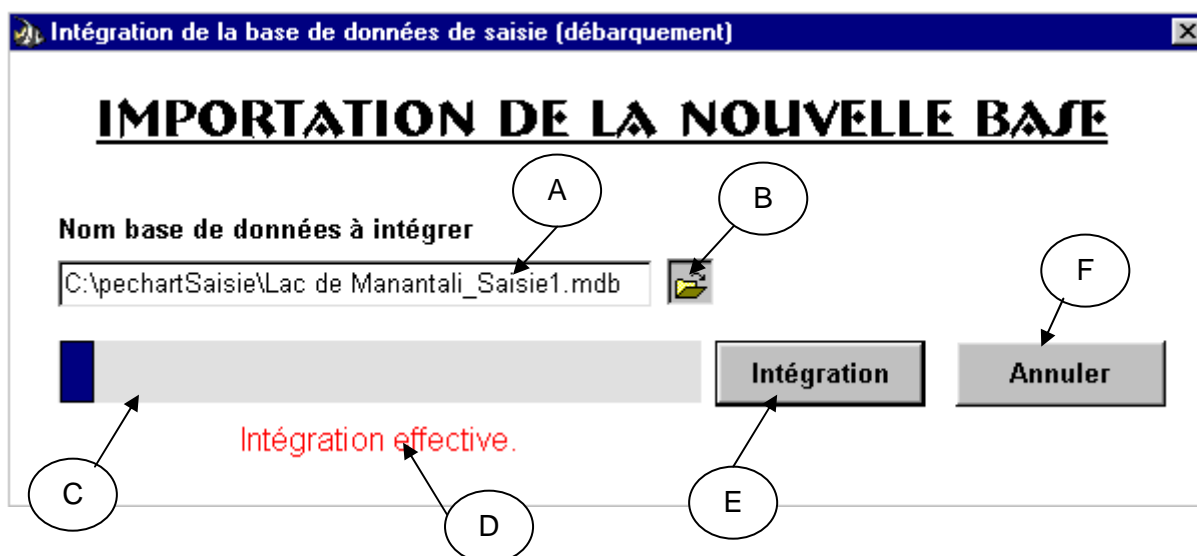 Intégration de la base de données de saisie (débarquement)
IMPORTATION DE LA NOUVELLE BASE
A
B
Nom base de données à intégrer
F
C:\pechartSaisie\Lac de Manantali_Saisie1.mdb
Intégration
Annuler
Intégration effective.
C
E
D